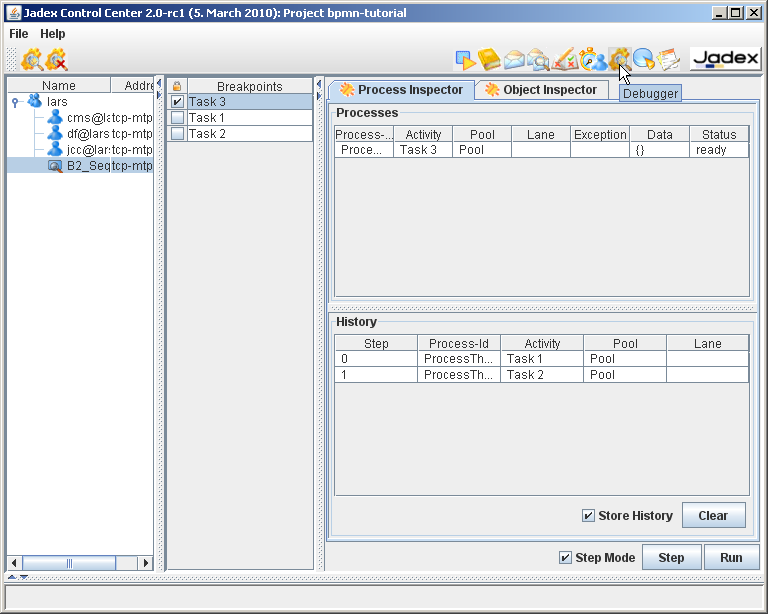 Jadex Control Center 2.0-rc1 (5. March 2010): Project bpmn-tutorial
File Help
Jadex
Debugger
Name Addre
lars
cms@la tcp-mtp
df@lars tcp-mtp
jcc@lar tcp-mtp
B2_Seq tcp-mtp
Breakpoints
Task 3
Task 1
Task 2
Process Inspector Object Inspector
Processes
Process-... Activity Pool Lane Exception Data Status
Proce... Task 3 Pool {} ready
History
Step Process-Id Activity Pool Lane
0 ProcessTh... Task 1 Pool
1 ProcessTh... Task 2 Pool
Store History Clear
Step Mode Step Run